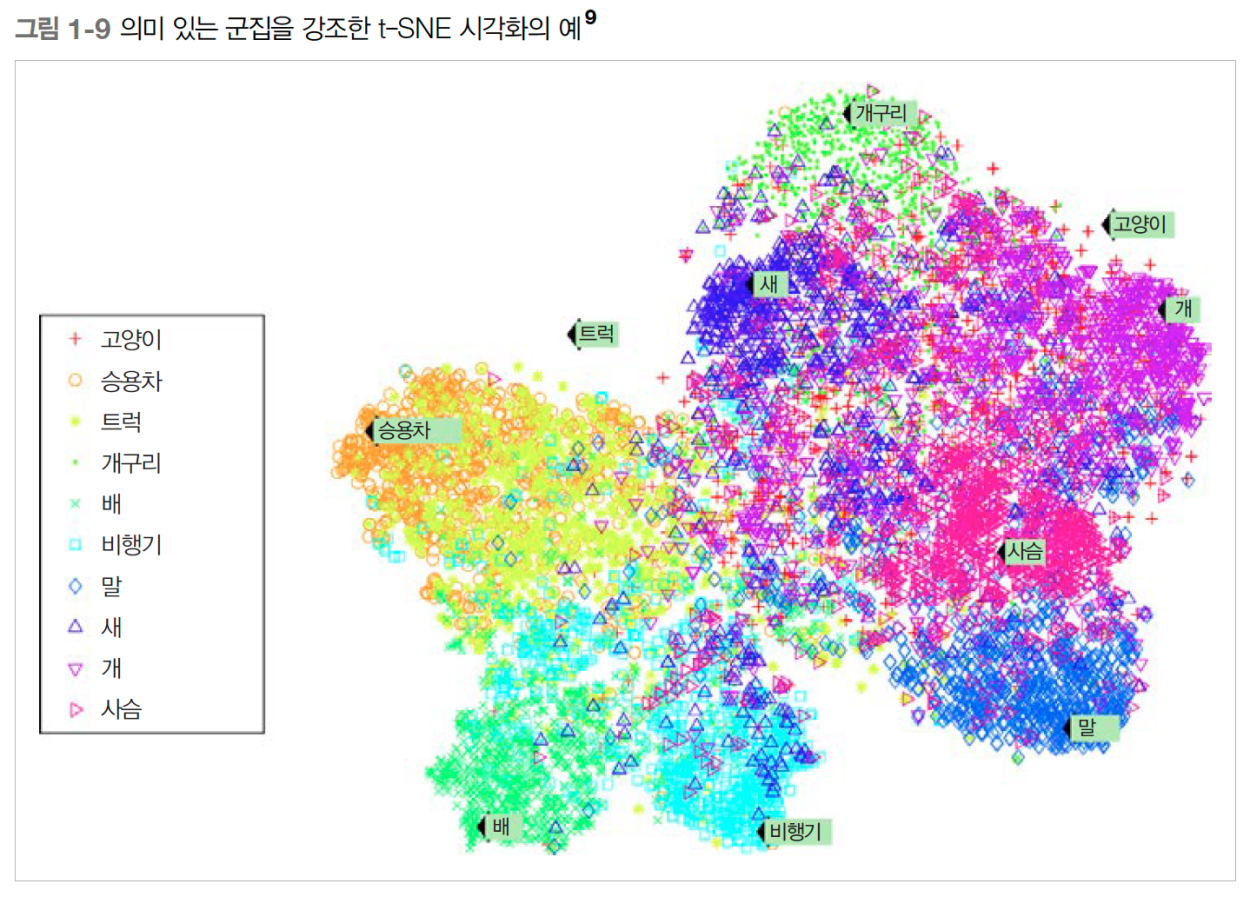 그림 1-9 의미 있는 군집을 강조한 t-SNE 시각화의 예9
개구리
고양이
새
개
트럭
승용차
사슴
말
배
비행기
고양이
승용차
트럭
개구리
배
비행기
말
새
개
사슴